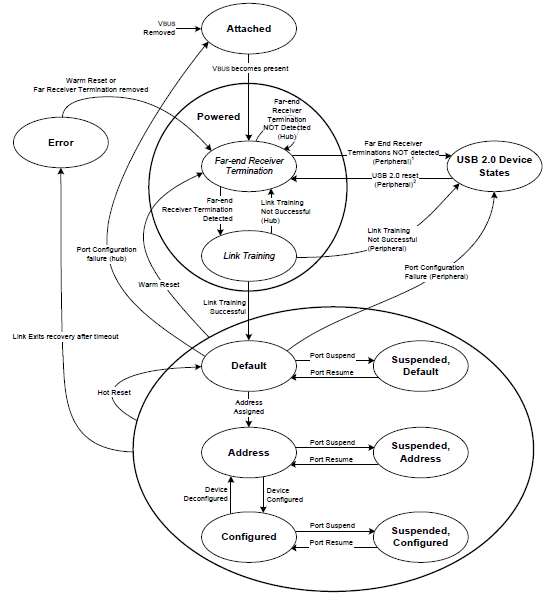 VBUS
Removed
Attached
VBUS becomes present
Warm Reset or
Far Receiver Termination removed
Powered
Far-end
Receiver
Termination
NOT Detected
(Hub)
Error
Far-end Receiver
Termination
Far End Receiver
Terminations NOT detected
(Peripheral)1
USB 2.0 reset
(Peripheral)2
USB 2.0 Device
States
Far-end
Receiver Termination
Detected
Link Training
Not Successful
(Hub)
Link Training
Not Successful
(Peripheral)
Port Configuration
failure (hub)
Link Training
Port Configuration
Failure (Peripheral)
Warm Reset
Link Training
Successful
Link Exits recovery after timeout
Default
Port Suspend
Port Resume
Suspended,
Default
Hot Reset
Address
Assigned
Address
Port Suspend
Port Resume
Suspended,
Address
Device
Deconfigured
Device
Configured
Configured
Port Suspend
Port Resume
Suspended,
Configured